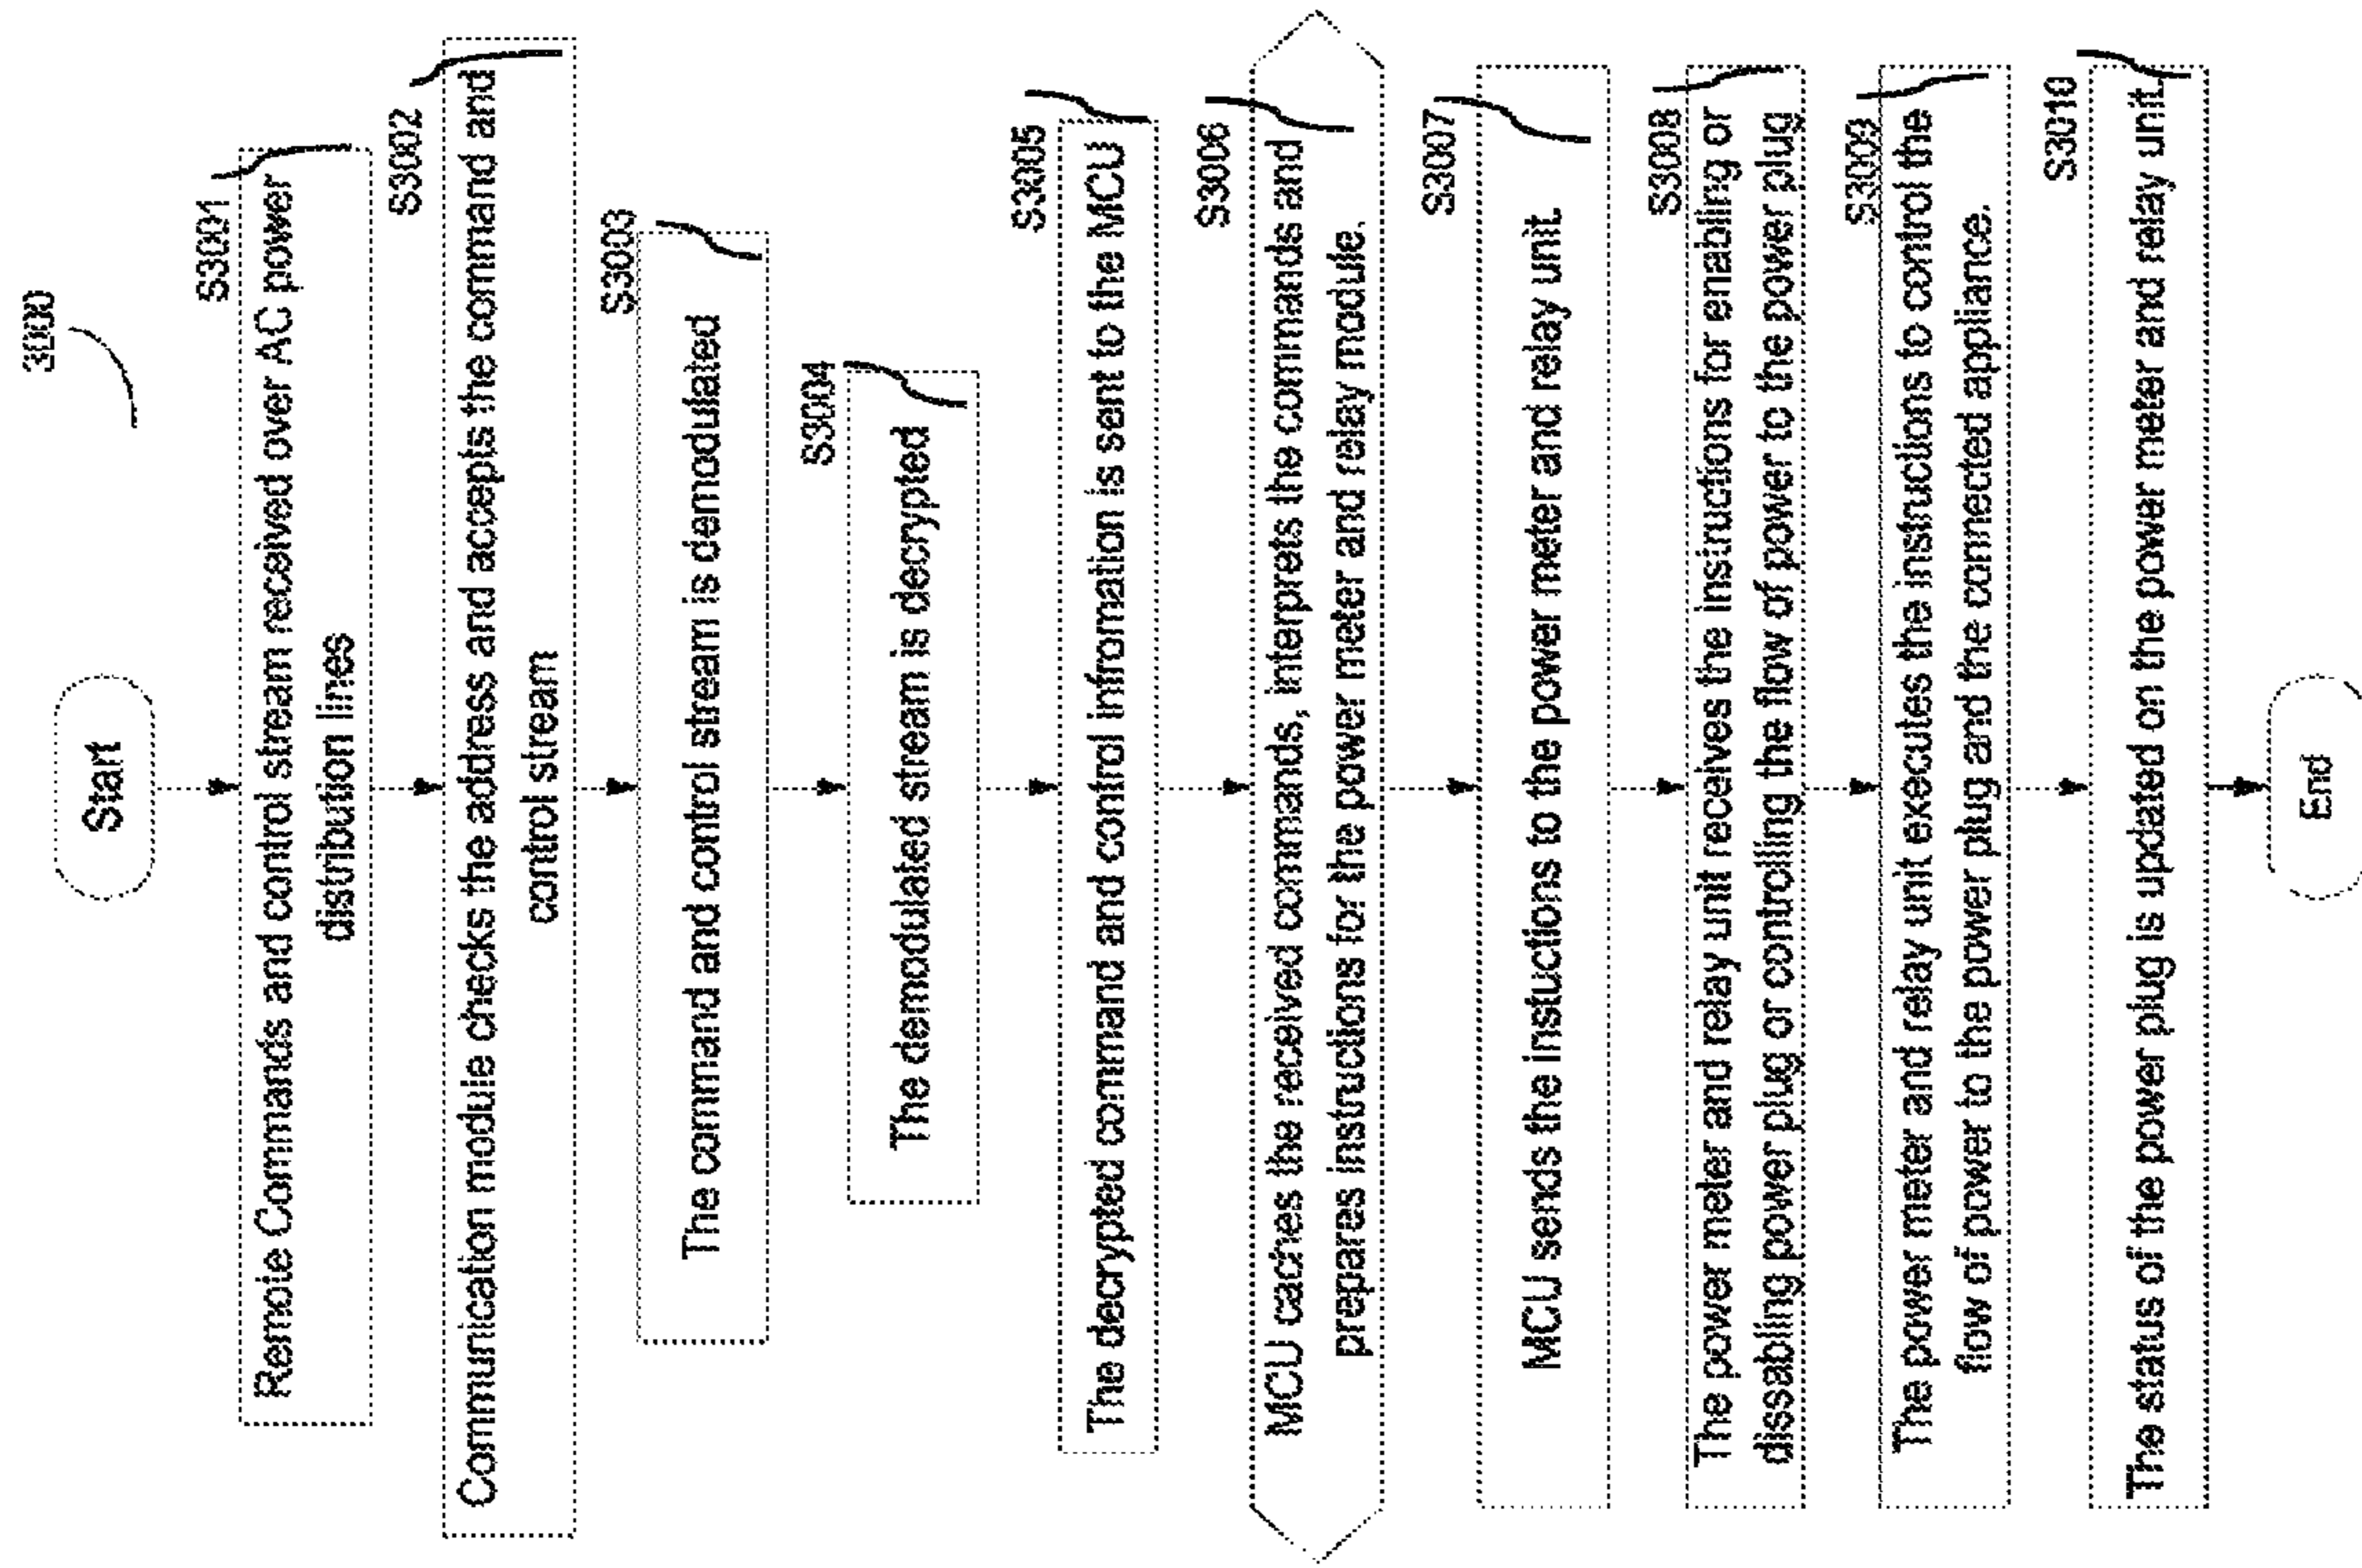 3000
Start
S3001
Remote Commands and control stream received over AC power
distribution lines
S3002
Communication module checks the address and accepts the command and
control stream
S3003
The command and control stream is demodulated
S3004
The demodulated stream is decrypted
S3005
The decrypted command and control infromation is sent to the MCU
S3006
MCU caches the received commands, interprets the commands and
prepares instructions for the power meter and relay module.
S3007
MCU sends the instuctions to the power meter and relay unit.
S3008
The power meter and relay unit receives the instructions for enabling or
dissabling power plug or controlling the flow of power to the power plug
S3009
The power meter and relay unit executes the instructions to control the
flow of power to the power plug and the connected appliance.
S3010
The status of the power plug is updated on the power meter and relay unit.
End